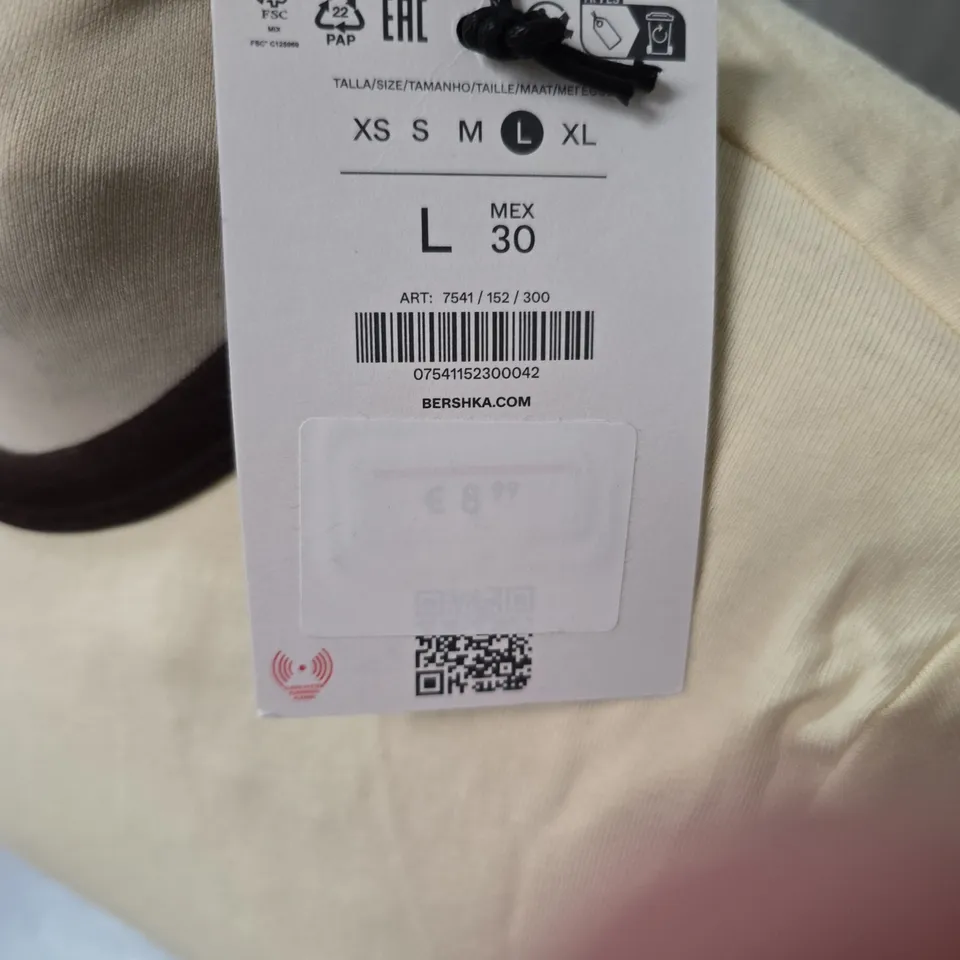 FSC
MIX
22
PAP
EAC
TALLA/SIZE/TAMANHO/TAILLE/MAAT/
XS S M L XL
L MEX 30
ART: 7541 / 152 / 300
07541152300042
BERSHKA.COM
€ 8 99